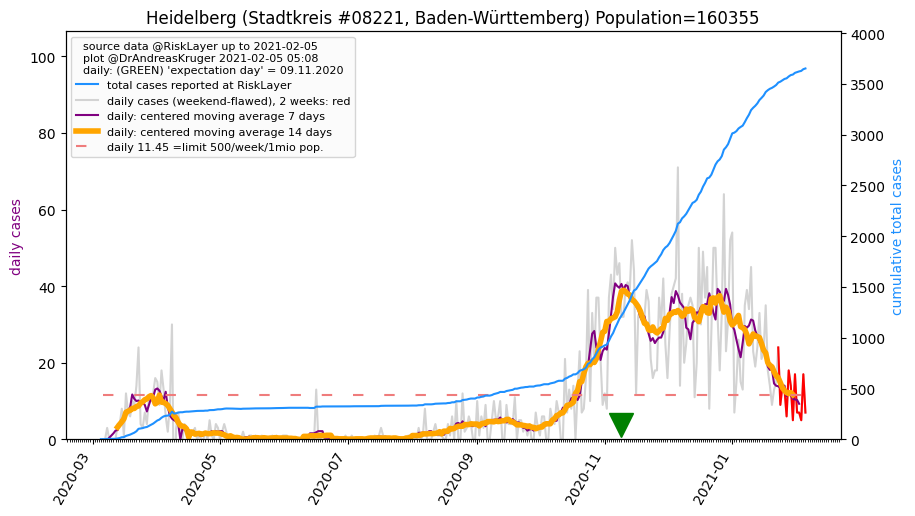 Heidelberg (Stadtkreis #08221, Baden-Württemberg) Population=160355
source data @RiskLayer up to 2021-02-05
plot @DrAndreasKruger 2021-02-05 05:08
daily: (GREEN) 'expectation day' = 09.11.2020
total cases reported at RiskLayer
daily cases (weekend-flawed), 2 weeks: red
daily: centered moving average 7 days
daily: centered moving average 14 days
daily 11.45 =limit 500/week/1mio pop.
daily cases
100
80
60
40
20
0
4000
3500
3000
2500
2000
1500
1000
500
0
cumulative total cases
2020-03
2020-05
2020-07
2020-09
2020-11
2021-01